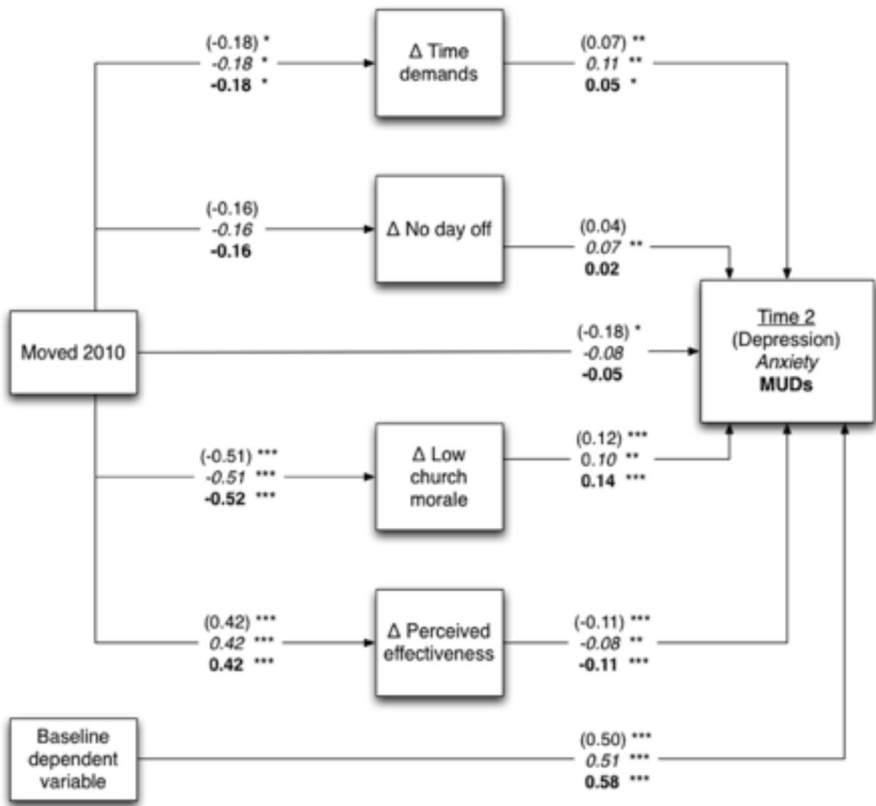 (-0.18) *
-0.18 *
-0.18 *
Δ Time
demands
(0.07) **
0.11 **
0.05 *
(-0.16)
-0.16
-0.16
Δ No day off
(0.04)
0.07 **
0.02
Moved 2010
(-0.18) *
-0.08
-0.05
Time 2
(Depression)
Anxiety
MUDs
(-0.51) ***
-0.51 ***
-0.52 ***
Δ Low
church
morale
(0.12) ***
0.10 **
0.14 ***
(0.42) ***
0.42 ***
0.42 ***
Δ Perceived
effectiveness
(-0.11) ***
-0.08 **
-0.11 ***
Baseline
dependent
variable
(0.50) ***
0.51 ***
0.58 ***